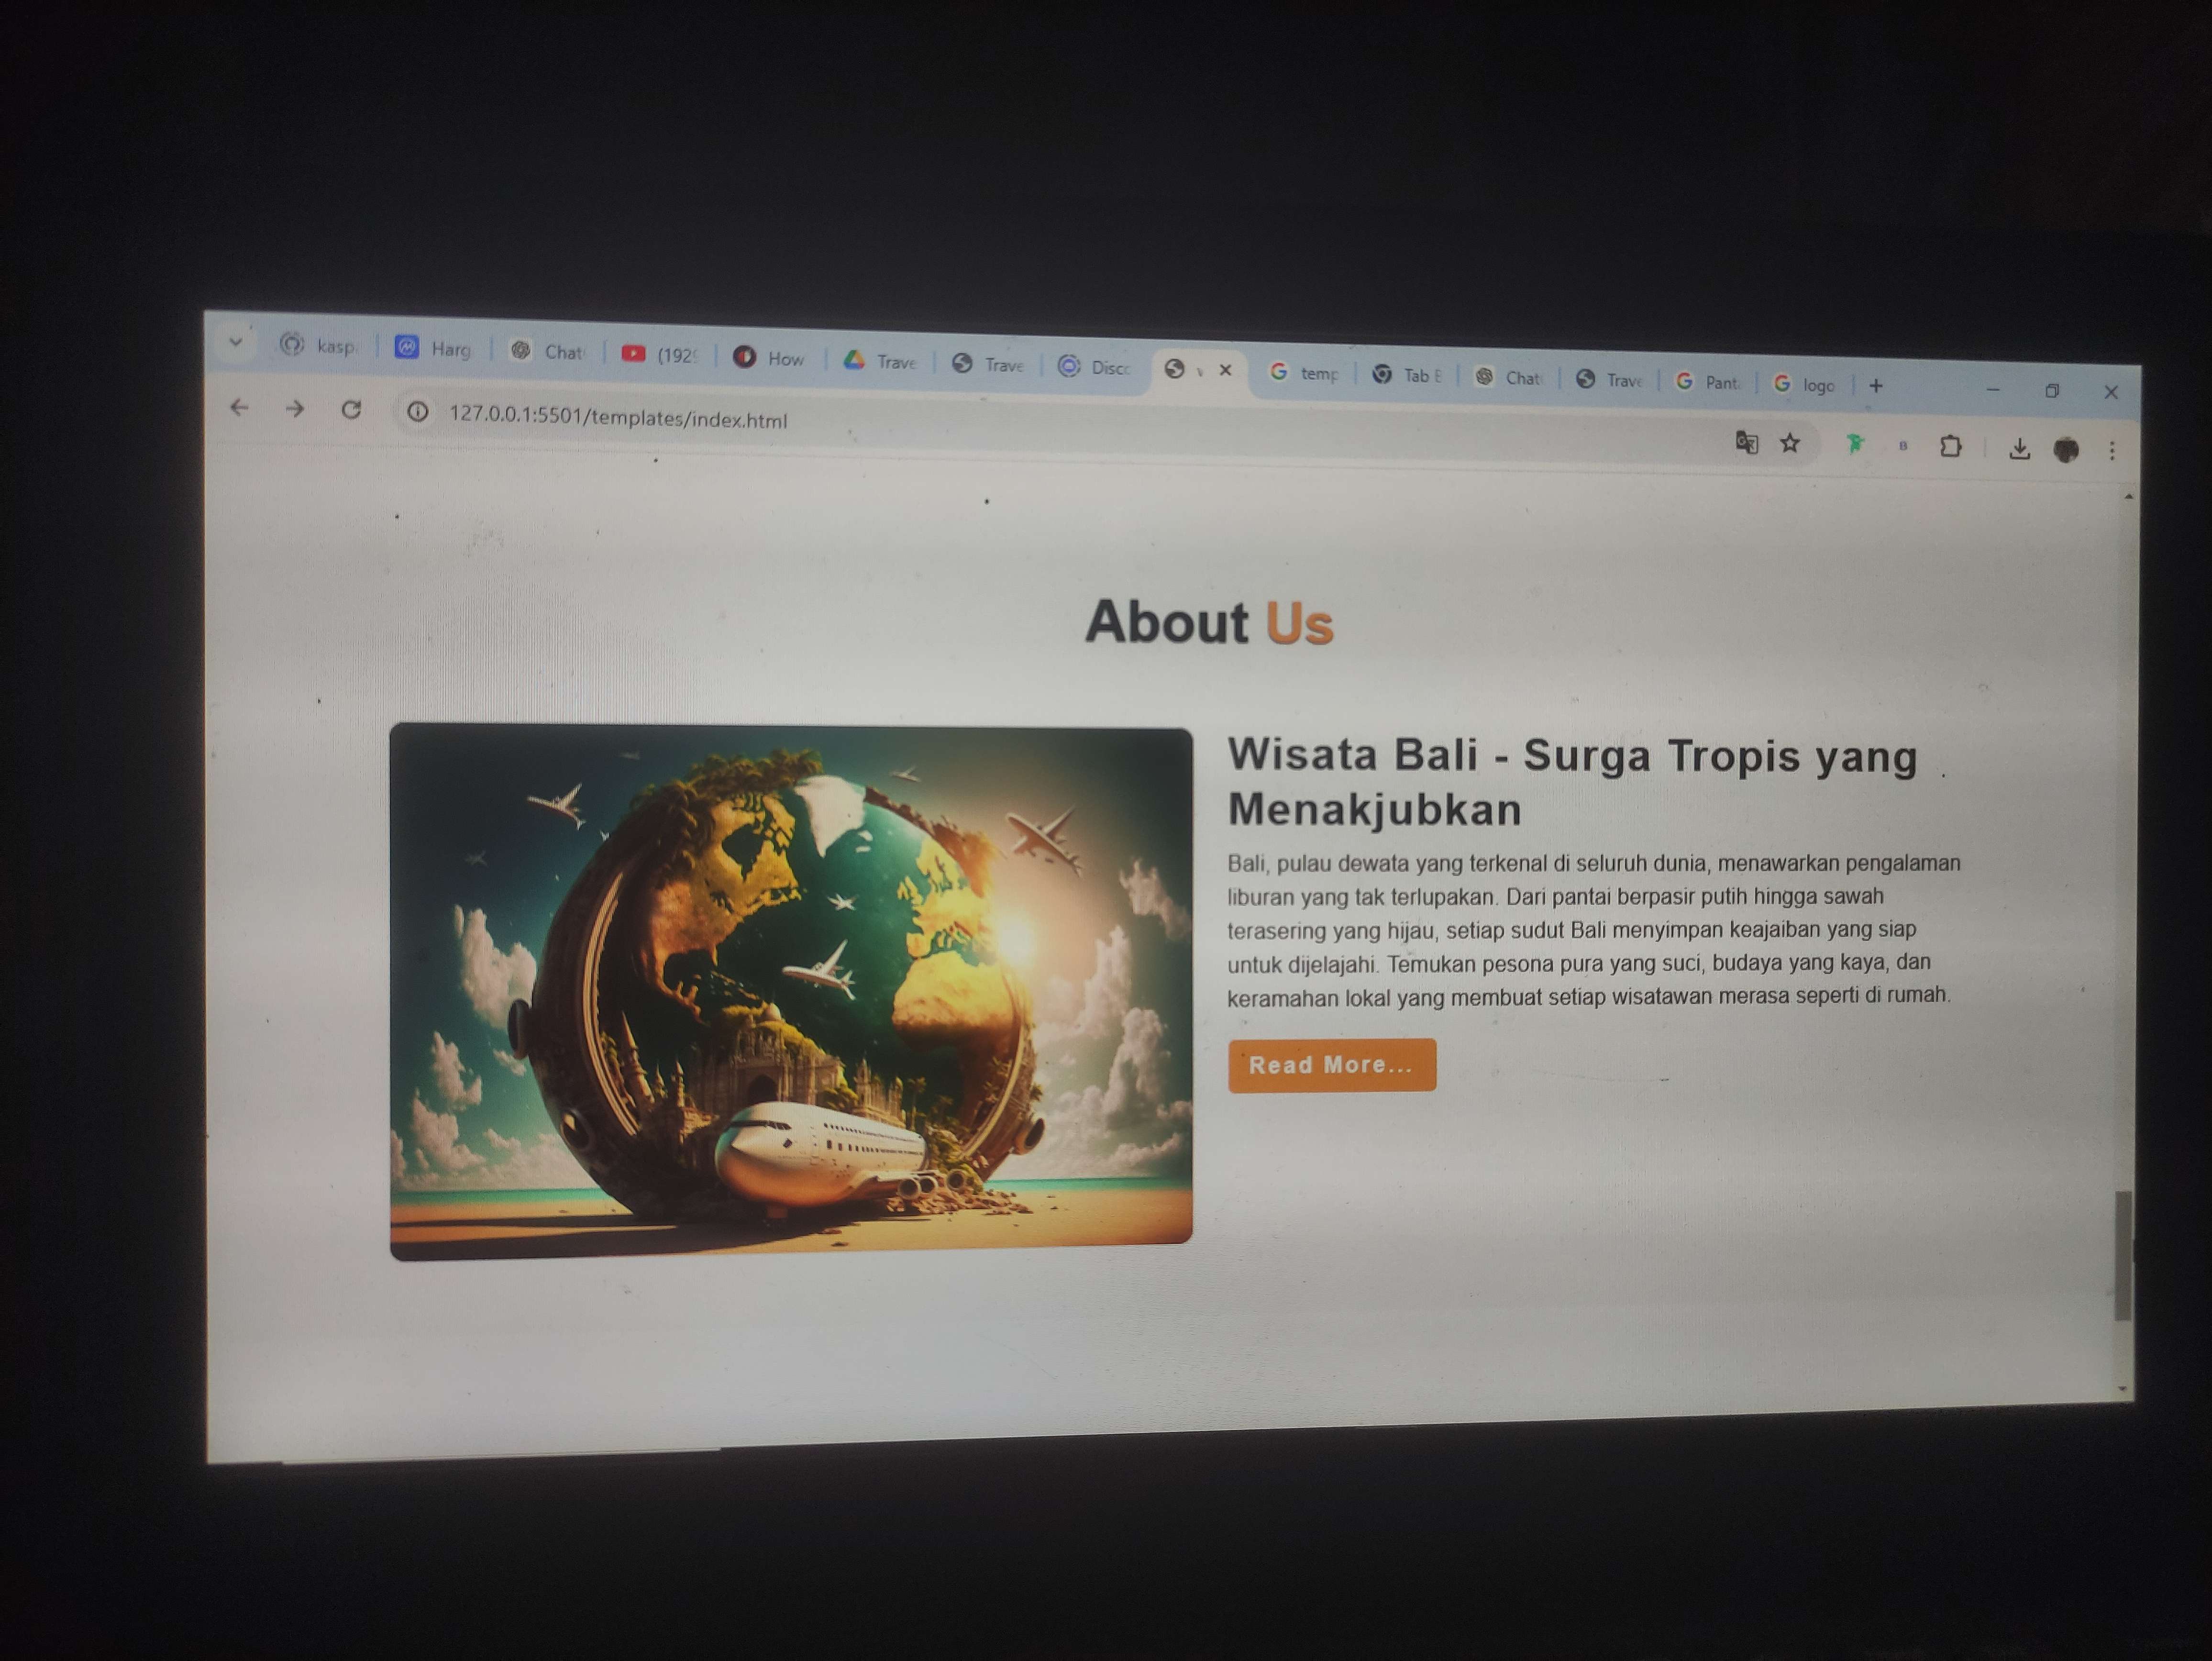 kasp
Harg
Chat
(192
How
Trave
Trave
Disco
temp
Tab E
Chat
Trave
Pant
logo
127.0.0.1:5501/templates/index.html
About Us
Wisata Bali - Surga Tropis yang
Menakjubkan
Bali, pulau dewata yang terkenal di seluruh dunia, menawarkan pengalaman
liburan yang tak terlupakan. Dari pantai berpasir putih hingga sawah
terasering yang hijau, setiap sudut Bali menyimpan keajaiban yang siap
untuk dijelajahi. Temukan pesona pura yang suci, budaya yang kaya, dan
keramahan lokal yang membuat setiap wisatawan merasa seperti di rumah.
Read More...